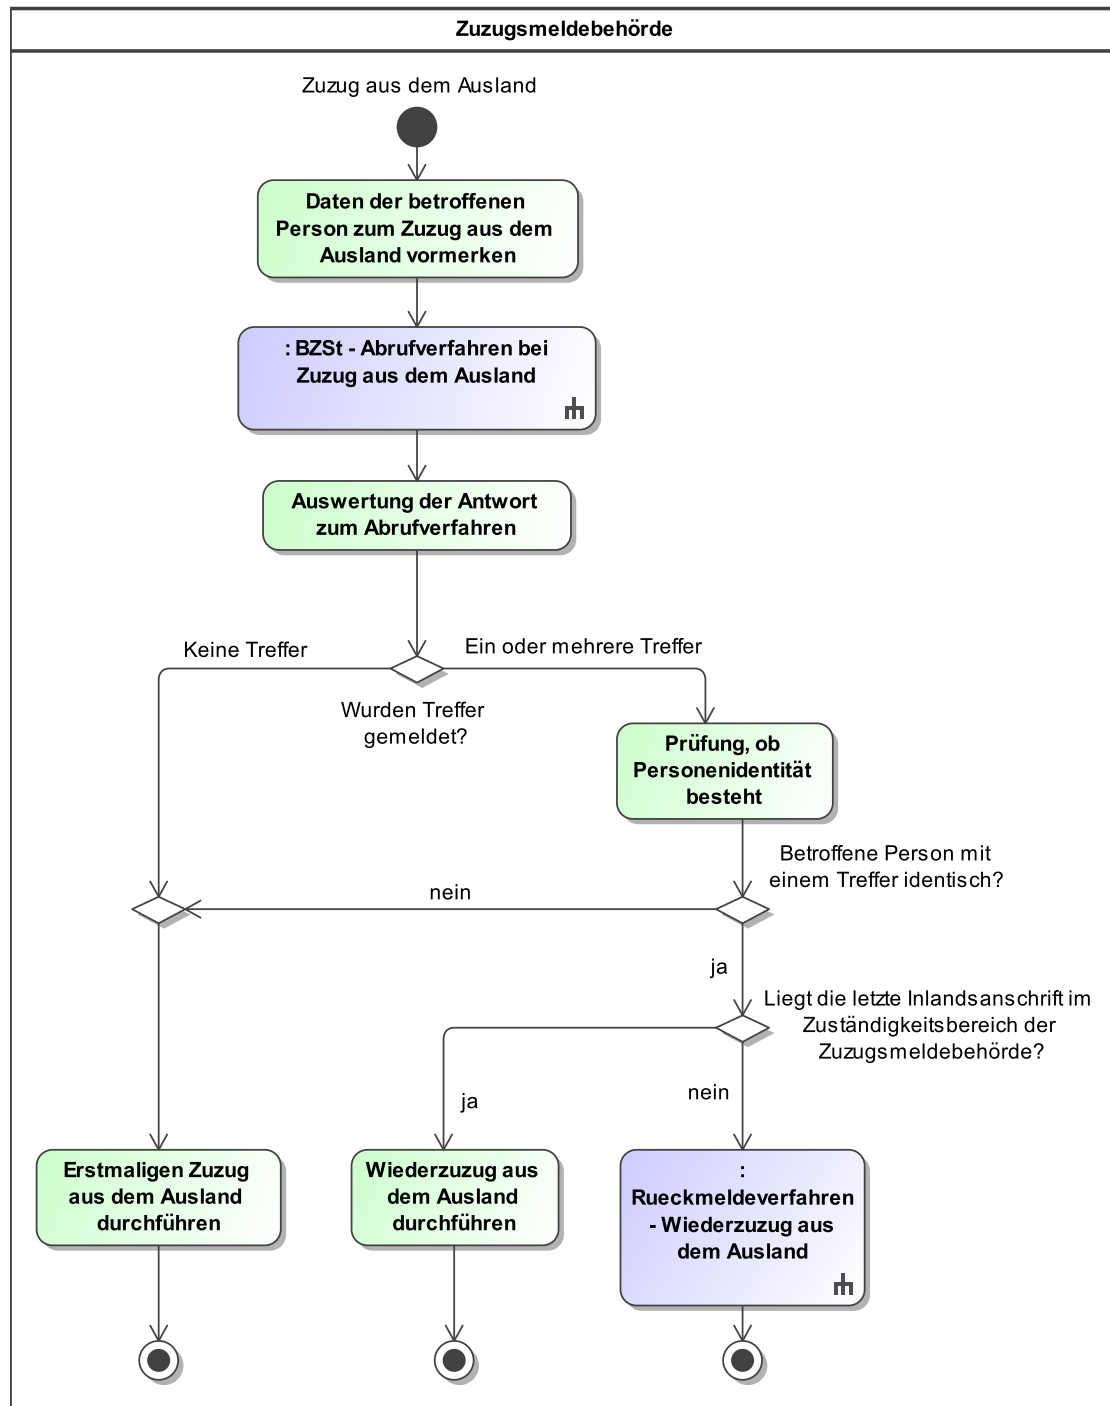 Zuzugsmeldebehörde
Zuzug aus dem Ausland
Daten der betroffenen
Person zum Zuzug aus dem
Ausland vormerken
: BZSt - Abrufverfahren bei
Zuzug aus dem Ausland
Auswertung der Antwort
zum Abrufverfahren
Keine Treffer
Ein oder mehrere Treffer
Wurden Treffer
gemeldet?
Prüfung, ob
Personenidentität
besteht
Betroffene Person mit
einem Treffer identisch?
nein
ja
Liegt die letzte Inlandsanschrift im
Zuständigkeitsbereich der
Zuzugsmeldebehörde?
ja
nein
Erstmaligen Zuzug
aus dem Ausland
durchführen
Wiederzuzug aus
dem Ausland
durchführen
:
Rueckmeldeverfahren
- Wiederzuzug aus
dem Ausland